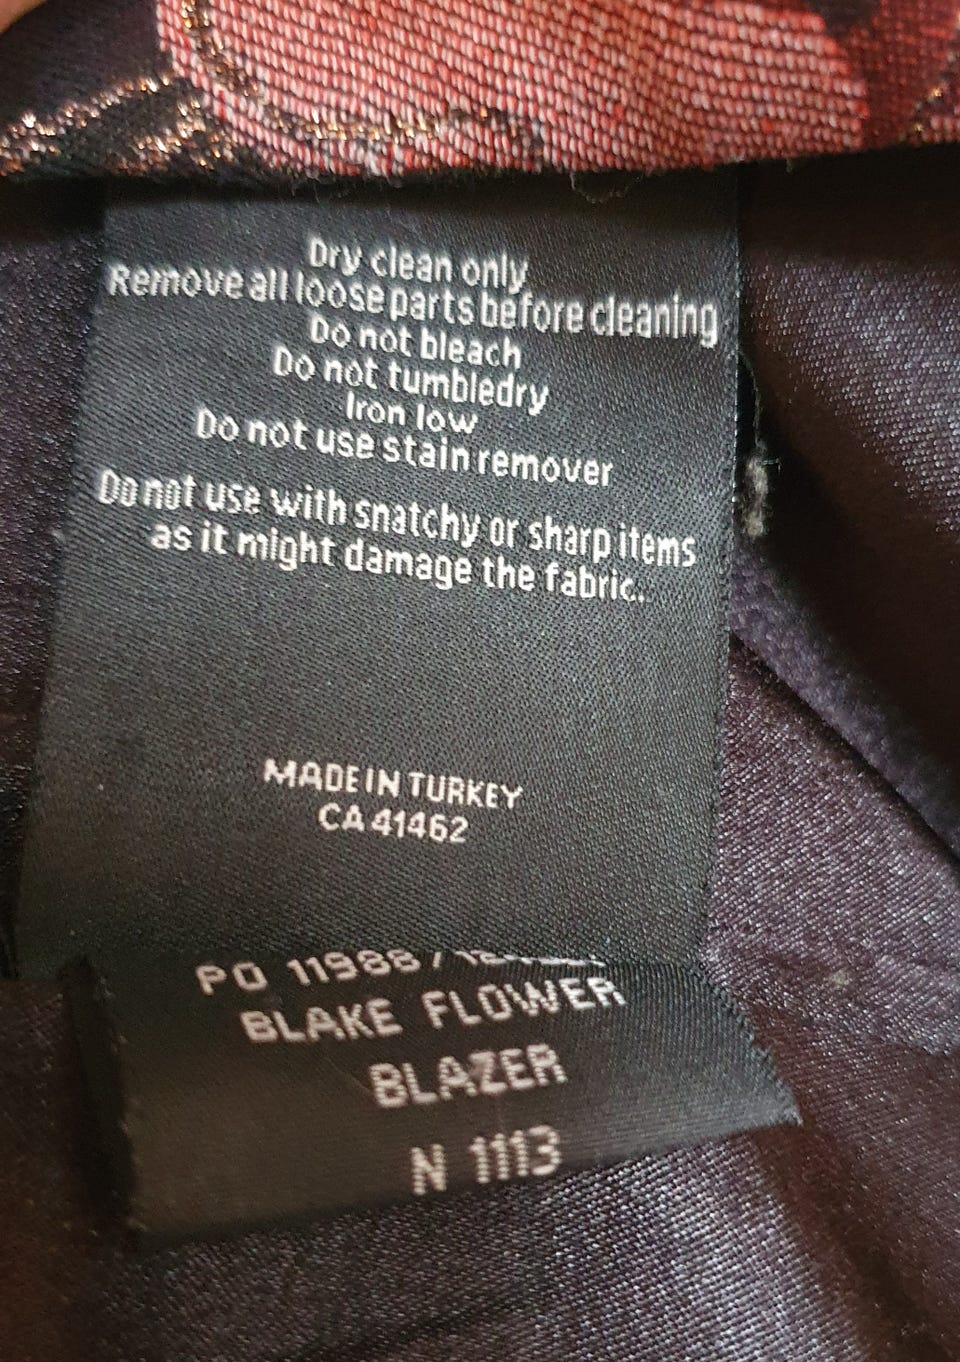 Dry clean only
Remove all loose parts before cleaning
Do not bleach
Do not tumbledry
Iron low
Do not use stain remover
Do not use with snatchy or sharp items
as it might damage the fabric.
MADE IN TURKEY
CA 41462
PO 11988 /
BLAKE FLOWER
BLAZER
N 1113